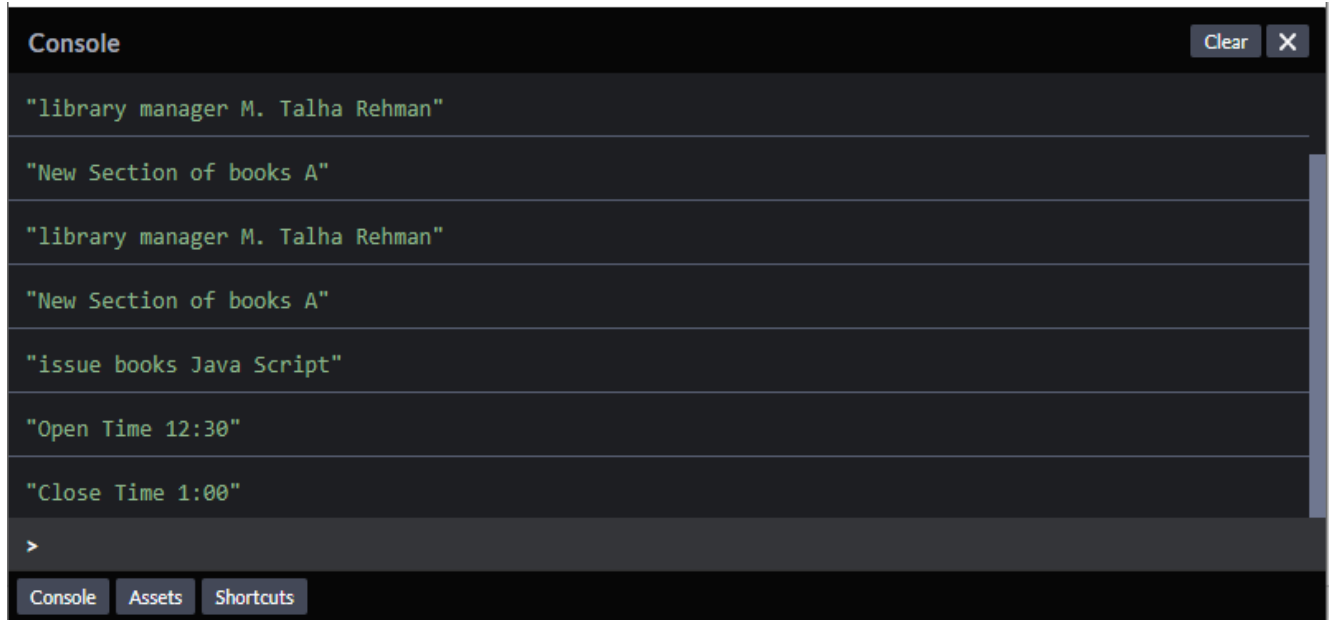 Console
Clear X
"library manager M. Talha Rehman"
"New Section of books A"
"library manager M. Talha Rehman"
"New Section of books A"
"issue books Java Script"
"Open Time 12:30"
"Close Time 1:00"
>
Console Assets Shortcuts